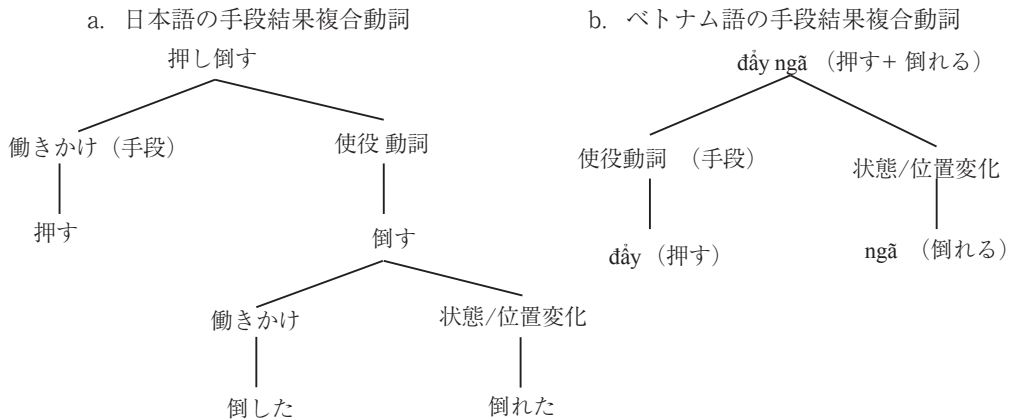 a. 日本語の手段結果複合動詞
押し倒す
働きかけ（手段）
使役 動詞
押す
倒す
働きかけ
状態/位置変化
倒した
倒れた
b. ベトナム語の手段結果複合動詞
đẩy ngã （押す+ 倒れる）
使役動詞 （手段）
状態/位置変化
đẩy（押す）
ngã （倒れる）